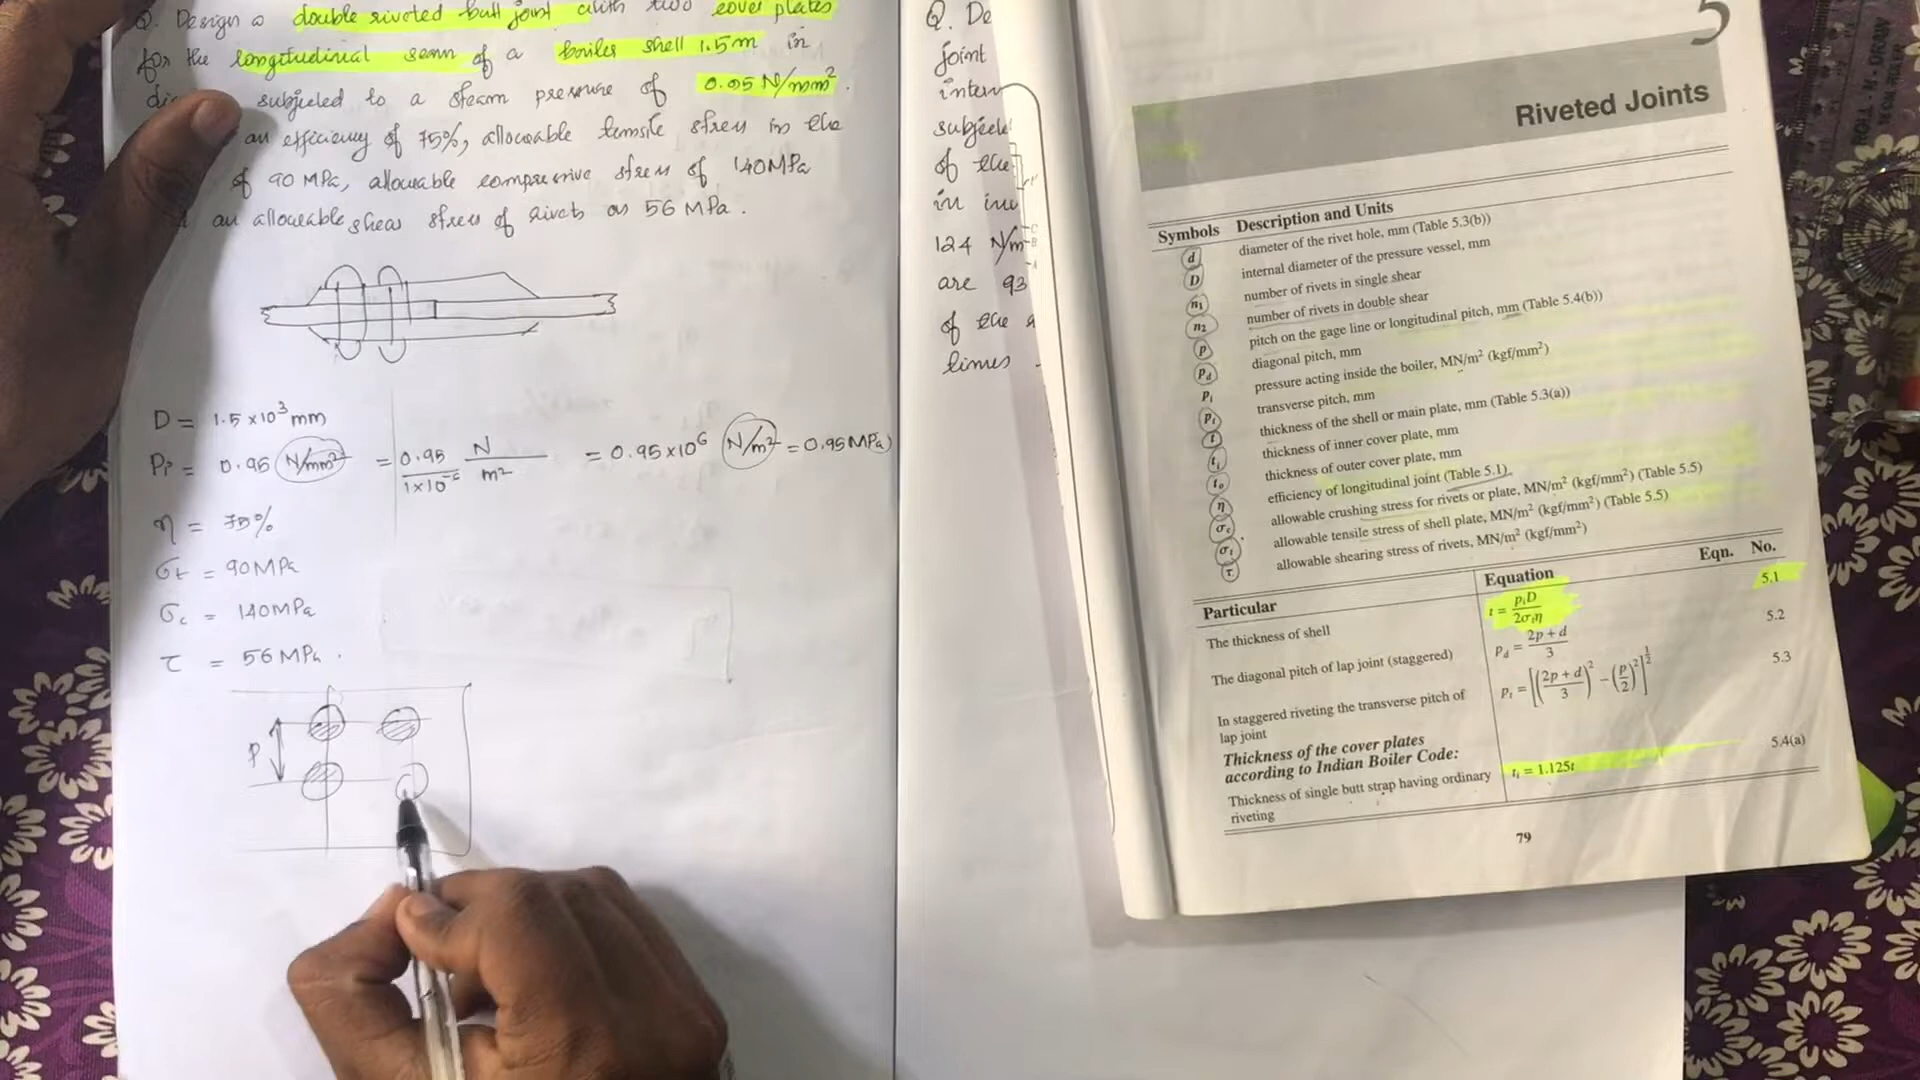 Q. Design a double riveted butt joint with two cover plates
for the longitudinal seam of a boiler shell 1.5m in
subjected to a steam pressure of 0.95 N/mm²
an efficiency of 75%, allowable tensile stress in the
of 90 MPa, allowable compressive stress of 140MPa
an allowable shear stress of rivets as 56 MPa.
D = 1.5 ×10³ mm
Pi = 0.95 N/mm² = 0.95 / 1×10⁻⁶ N / m² = 0.95×10⁶ N/m² = 0.95 MPa
η = 75%
σt = 90MPa
σc = 140MPa
τ = 56 MPa.
P
Q. De
joint
subject
of the
in
124 N/m
are 93
of the
times
5
Riveted Joints
Symbols Description and Units
d diameter of the rivet hole, mm (Table 5.3(b))
D internal diameter of the pressure vessel, mm
n₁ number of rivets in single shear
n₂ number of rivets in double shear
p pitch on the gage line or longitudinal pitch, mm (Table 5.4(b))
pd diagonal pitch, mm
pi pressure acting inside the boiler, MN/m² (kgf/mm²)
pt transverse pitch, mm
t thickness of the shell or main plate, mm (Table 5.3(a))
ti thickness of inner cover plate, mm
to thickness of outer cover plate, mm
η efficiency of longitudinal joint (Table 5.1)
σc allowable crushing stress for rivets or plate, MN/m² (kgf/mm²) (Table 5.5)
σt allowable tensile stress of shell plate, MN/m² (kgf/mm²) (Table 5.5)
τ allowable shearing stress of rivets, MN/m² (kgf/mm²)
Particular Equation Eqn. No.
The thickness of shell t = piD / 2σtη 5.1
The diagonal pitch of lap joint (staggered) pd = 2p + d / 3 5.2
In staggered riveting the transverse pitch of pt = [(2p + d / 3)² − (p / 2)²]^1/2 5.3
lap joint
Thickness of the cover plates
according to Indian Boiler Code:
Thickness of single butt strap having ordinary ti = 1.125t 5.4(a)
riveting
79